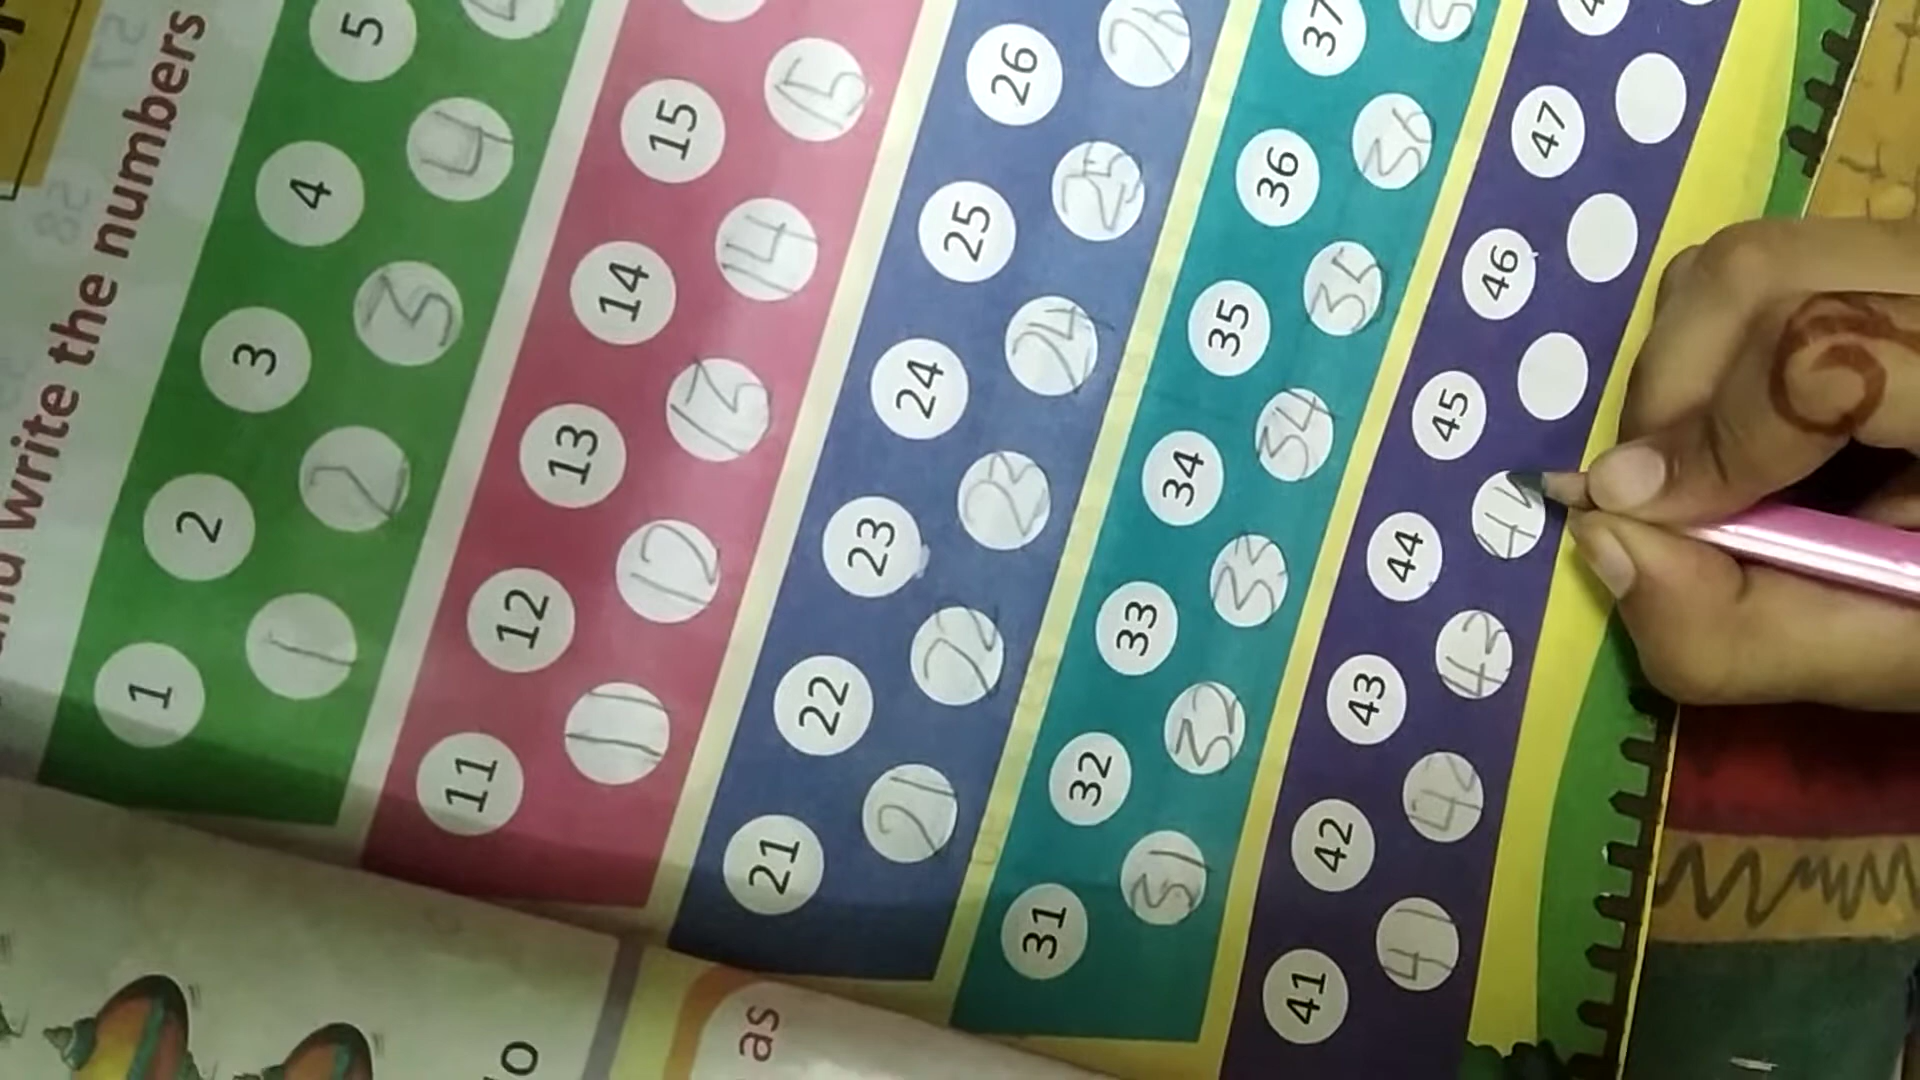 and write the numbers
1 2 3 4 5
1 2 3 4
11 12 13 14 15
11 12 13 14 15
21 22 23 24 25 26
21 22 23 24 25 26
31 32 33 34 35 36 37
31 32 33 34 35 36
41 42 43 44 45 46 47
41 42 43 44
as